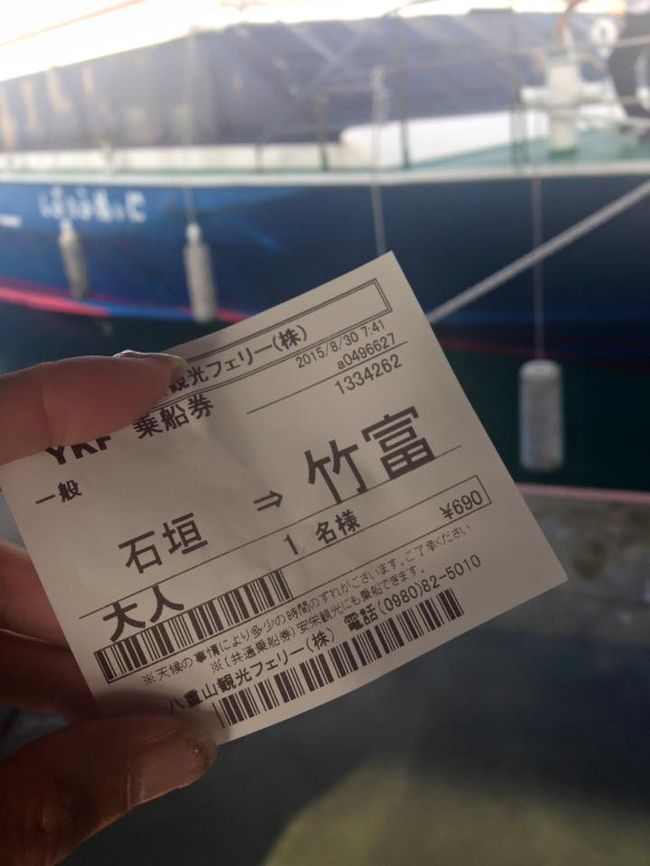 観光フェリー(株)
2015/8/30 7:41
a0496627
YKF 乗船券
1334262
一般
石垣 ⇒ 竹富
1 名様
大人 ¥690
※天候の事情により多少の時間のずれがございます。ご了承ください
※(共通乗船券)安栄観光にも乗船できます。
八重山観光フェリー(株) 電話(0980)82-5010